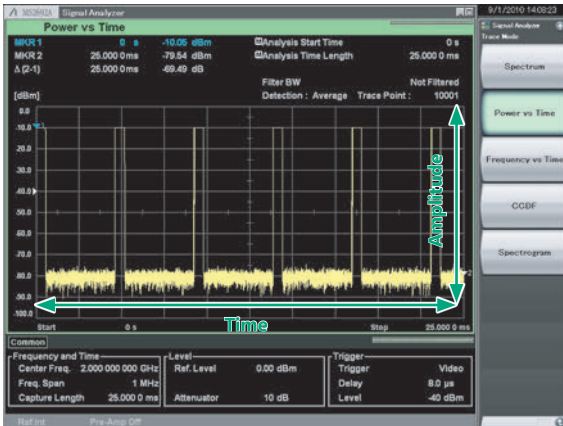 MS2692A Signal Analyzer
9/1/2010 14:08:23
Power vs Time
MKR 1 0 s -10.05 dBm Analysis Start Time 0 s
MKR 2 25.000 0 ms -79.54 dBm Analysis Time Length 25.000 0 ms
Δ(2-1) 25.000 0 ms -69.49 dB
Filter BW Not Filtered
[dBm] Detection : Average Trace Point : 10001
0.0
-10.0
-20.0
-30.0
-40.0
-50.0
-60.0
-70.0
-80.0
-90.0
-100.0
1
2
Amplitude
Time
Start 0 s Stop 25.000 0 ms
Common
Frequency and Time
Center Freq. 2.000 000 000 GHz
Freq. Span 1 MHz
Capture Length 25.000 0 ms
Level
Ref. Level 0.00 dBm
Attenuator 10 dB
Trigger
Trigger Video
Delay 8.0 µs
Level -40 dBm
Ref.Int Pre-Amp Off
Signal Analyzer
Trace Mode
Spectrum
Power vs Time
Frequency vs Time
CCDF
Spectrogram